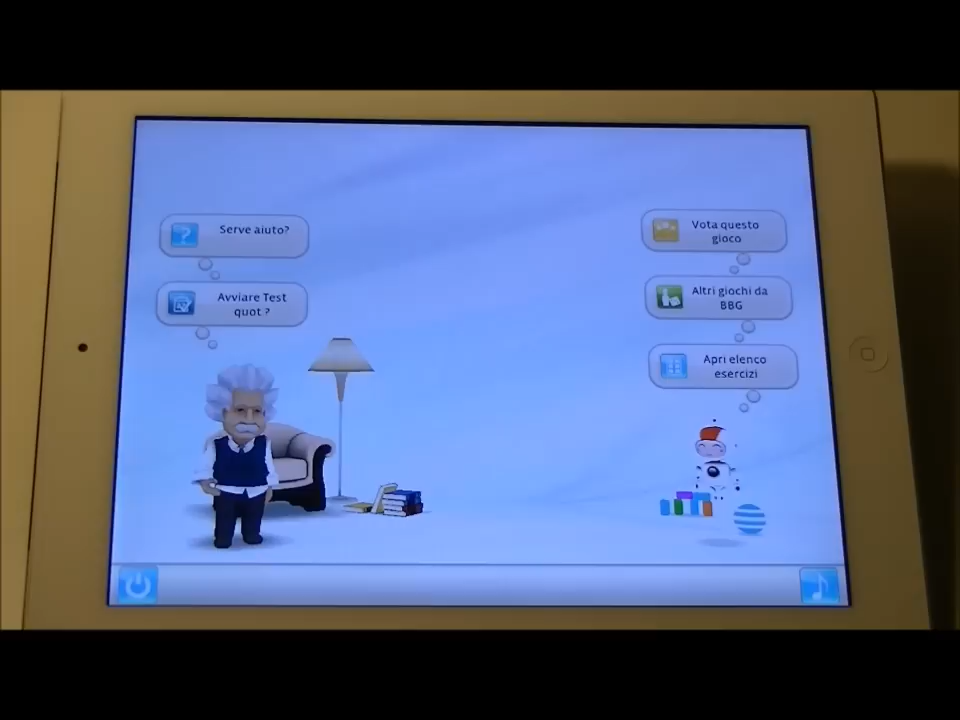 Serve aiuto?
Avviare Test
quot ?
Vota questo
gioco
Altri giochi da
BBG
Apri elenco
esercizi